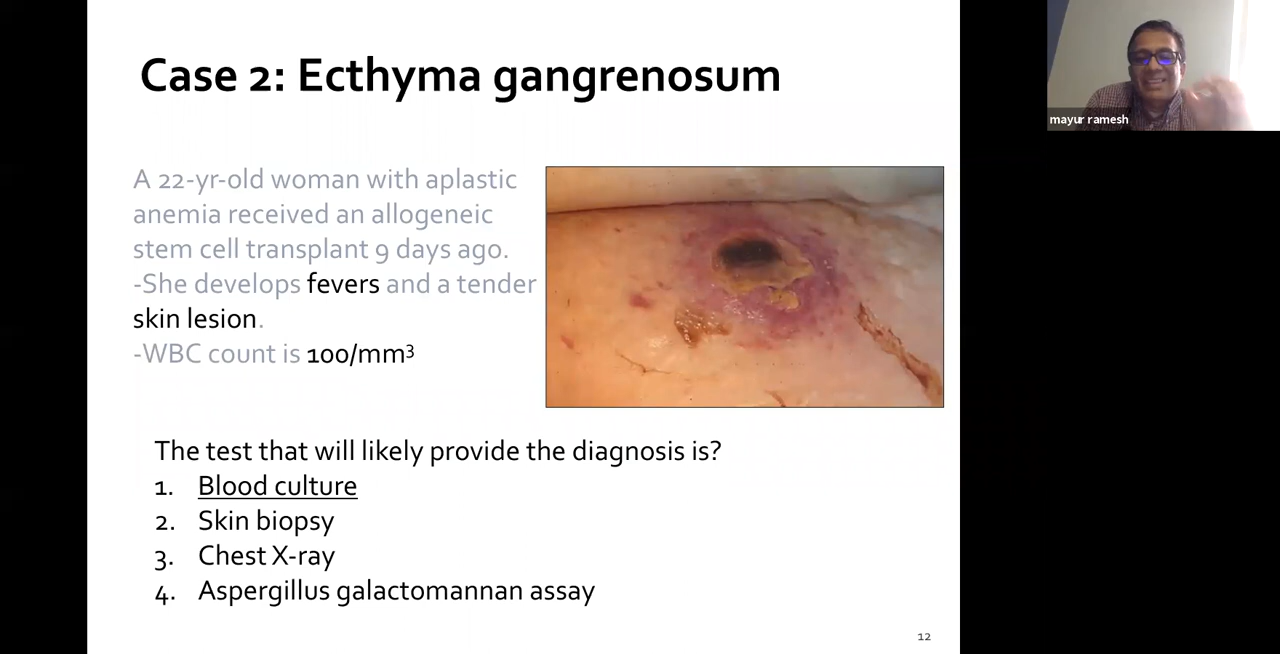 Case 2: Ecthyma gangrenosum
mayur ramesh
A 22-yr-old woman with aplastic
anemia received an allogeneic
stem cell transplant 9 days ago.
-She develops fevers and a tender
skin lesion.
-WBC count is 100/mm³
The test that will likely provide the diagnosis is?
1. Blood culture
2. Skin biopsy
3. Chest X-ray
4. Aspergillus galactomannan assay
12